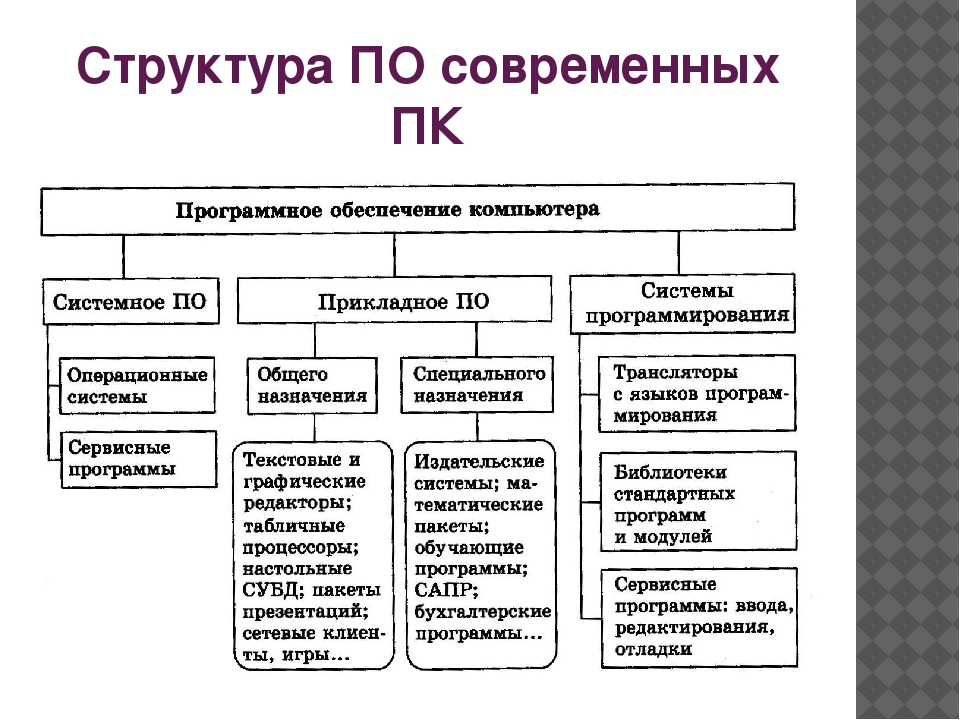 Структура ПО современных
ПК
Программное обеспечение компьютера
Системное ПО
Операционные
системы
Сервисные
программы
Прикладное ПО
Общего
назначения
Текстовые и
графические
редакторы;
табличные
процессоры;
настольные
СУБД; пакеты
презентаций;
сетевые клиен-
ты, игры...
Специального
назначения
Издательские
системы; ма-
тематические
пакеты;
обучающие
программы;
САПР;
бухгалтерские
программы...
Системы
программирования
Трансляторы
с языков програм-
мирования
Библиотеки
стандартных
программ
и модулей
Сервисные
программы: ввода,
редактирования,
отладки